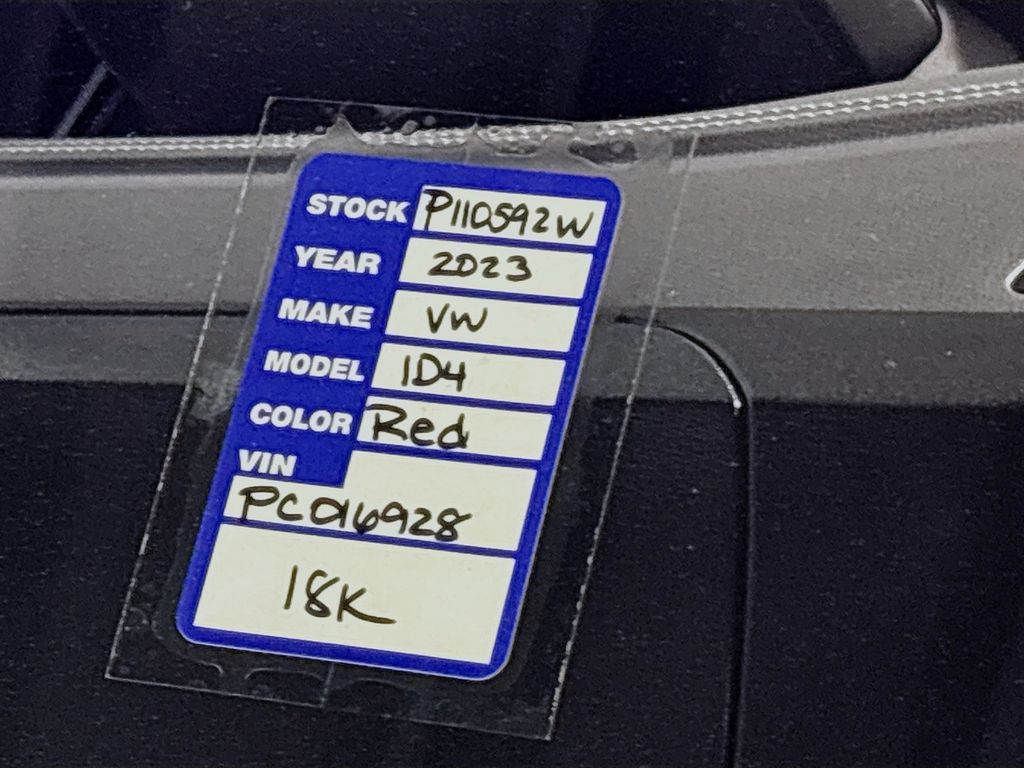 STOCK P110592W
YEAR 2023
MAKE VW
MODEL ID4
COLOR Red
VIN
PC016928
18K